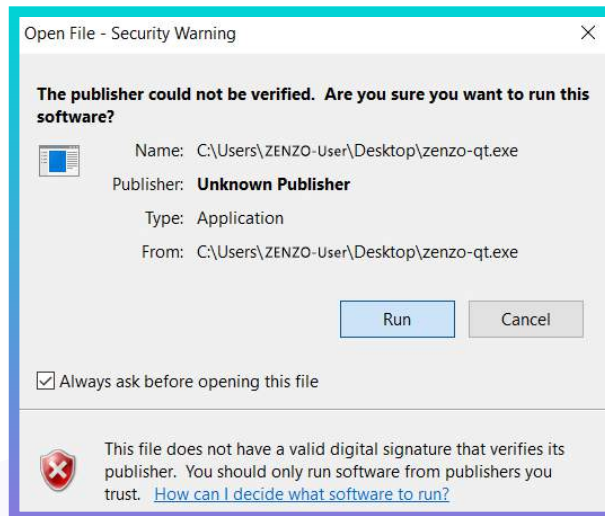 Open File - Security Warning
The publisher could not be verified.  Are you sure you want to run this
software?
Name: C:\Users\ZENZO-User\Desktop\zenzo-qt.exe
Publisher: Unknown Publisher
Type: Application
From: C:\Users\ZENZO-User\Desktop\zenzo-qt.exe
Run Cancel
Always ask before opening this file
This file does not have a valid digital signature that verifies its
publisher.  You should only run software from publishers you
trust.  How can I decide what software to run?